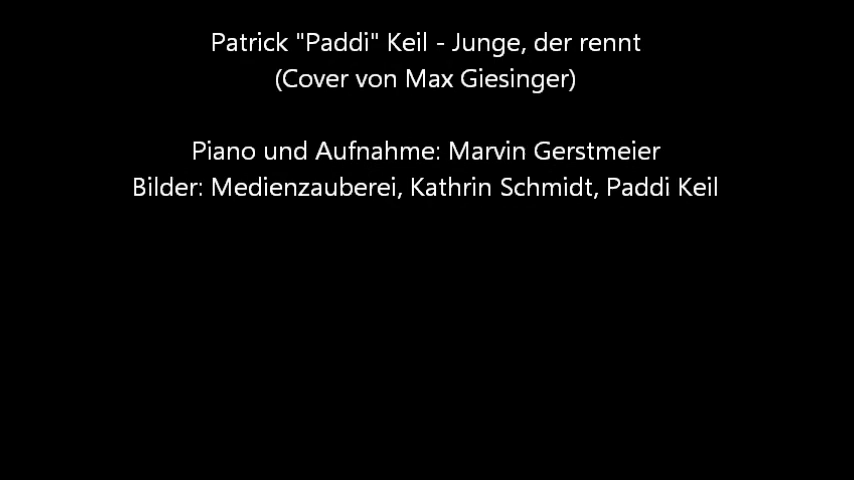 Patrick "Paddi" Keil - Junge, der rennt
(Cover von Max Giesinger)
Piano und Aufnahme: Marvin Gerstmeier
Bilder: Medienzauberei, Kathrin Schmidt, Paddi Keil